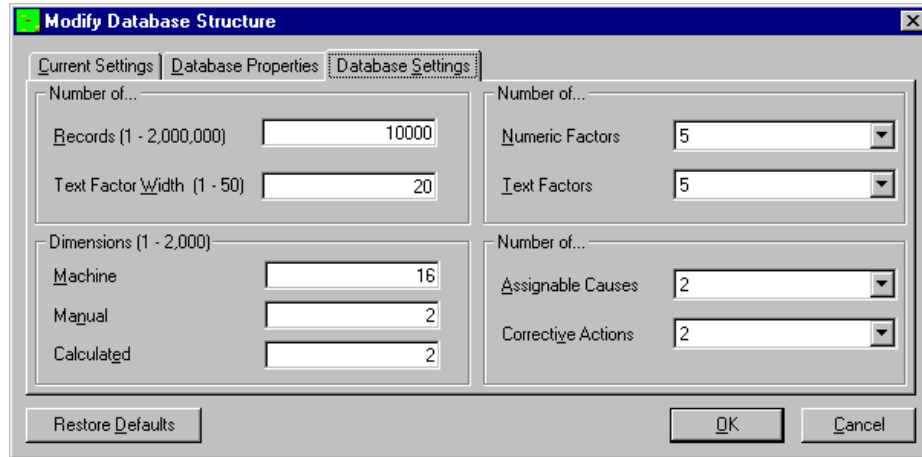 Modify Database Structure
Current Settings Database Properties Database Settings
Number of...
Records (1 - 2,000,000) 10000
Text Factor Width (1 - 50) 20
Number of...
Numeric Factors 5
Text Factors 5
Dimensions (1 - 2,000)
Machine 16
Manual 2
Calculated 2
Number of...
Assignable Causes 2
Corrective Actions 2
Restore Defaults OK Cancel